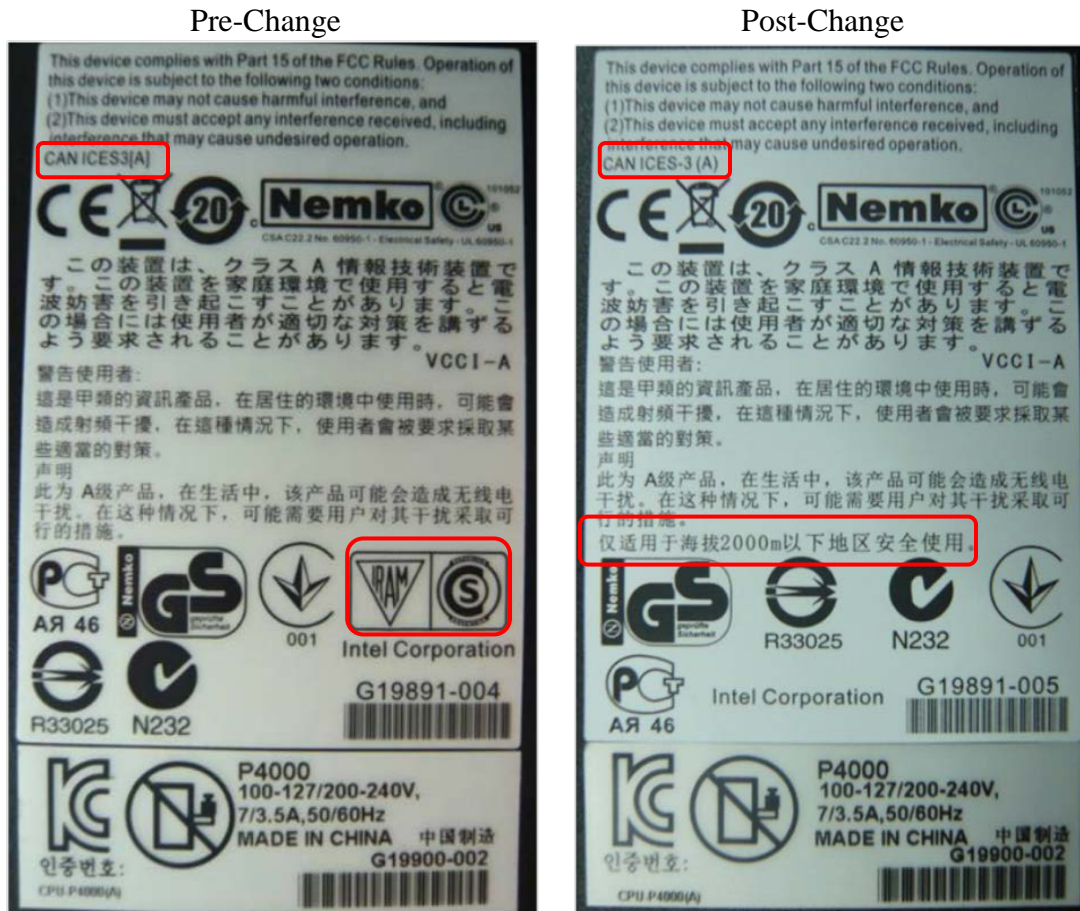 Pre-Change
This device complies with Part 15 of the FCC Rules. Operation of
this device is subject to the following two conditions:
(1)This device may not cause harmful interference, and
(2)This device must accept any interference received, including
interference that may cause undesired operation.
CAN ICES3[A]
CE
20
c
Nemko
®
C
®
101052
us
CSA C22.2 No. 60950-1 - Electrical Safety - UL 60950-1
この装置は、クラス A 情報技術装置で
す。この装置を家庭環境で使用すると電
波妨害を引き起こすことがあります。こ
の場合には使用者が適切な対策を講ずる
よう要求されることがあります。
VCCI-A
警告使用者:
這是甲類的資訊產品，在居住的環境中使用時，可能會
造成射頻干擾，在這種情況下，使用者會被要求採取某
些適當的對策。
声明
此为 A级产品，在生活中，该产品可能会造成无线电
干扰。在这种情况下，可能需要用户对其干扰采取可
行的措施。
РСТ
АЯ 46
Nemko
GS
geprüfte
Sicherheit
001
IRAM
S
ARGENTINA
Intel Corporation
R33025
N232
G19891-004
P4000
100-127/200-240V,
7/3.5A,50/60Hz
MADE IN CHINA 中国制造
G19900-002
인증번호:
CPU-P4000(A)
Post-Change
This device complies with Part 15 of the FCC Rules. Operation of
this device is subject to the following two conditions:
(1)This device may not cause harmful interference, and
(2)This device must accept any interference received, including
interference that may cause undesired operation.
CAN ICES-3 (A)
CE
20
c
Nemko
®
C
®
101052
us
CSA C22.2 No. 60950-1 - Electrical Safety - UL 60950-1
この装置は、クラス A 情報技術装置で
す。この装置を家庭環境で使用すると電
波妨害を引き起こすことがあります。こ
の場合には使用者が適切な対策を講ずる
よう要求されることがあります。
VCCI-A
警告使用者:
這是甲類的資訊產品，在居住的環境中使用時，可能會
造成射頻干擾，在這種情況下，使用者會被要求採取某
些適當的對策。
声明
此为 A级产品，在生活中，该产品可能会造成无线电
干扰。在这种情况下，可能需要用户对其干扰采取可
行的措施。
仅适用于海拔2000m以下地区安全使用。
Nemko
GS
geprüfte
Sicherheit
R33025
N232
001
РСТ
АЯ 46
Intel Corporation
G19891-005
P4000
100-127/200-240V,
7/3.5A,50/60Hz
MADE IN CHINA 中国制造
G19900-002
인증번호:
CPU-P4000(A)